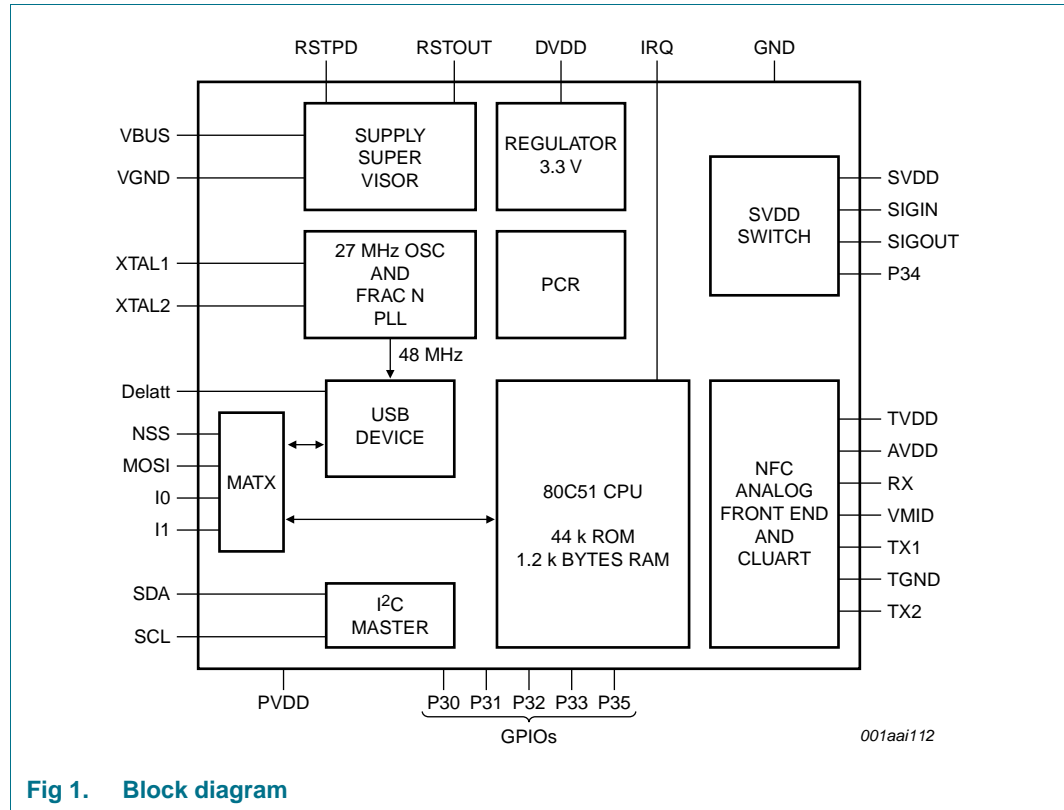 RSTPD RSTOUT DVDD IRQ GND
VBUS
VGND
SUPPLY
SUPER
VISOR
REGULATOR
3.3 V
SVDD
SWITCH
SVDD
SIGIN
SIGOUT
P34
XTAL1
XTAL2
27 MHz OSC
AND
FRAC N
PLL
PCR
48 MHz
Delatt
NSS
MOSI
I0
I1
MATX
USB
DEVICE
80C51 CPU
44 k ROM
1.2 k BYTES RAM
NFC
ANALOG
FRONT END
AND
CLUART
TVDD
AVDD
RX
VMID
TX1
TGND
TX2
SDA
SCL
I2C
MASTER
PVDD
P30 P31 P32 P33 P35
GPIOs
001aai112
Fig 1. Block diagram